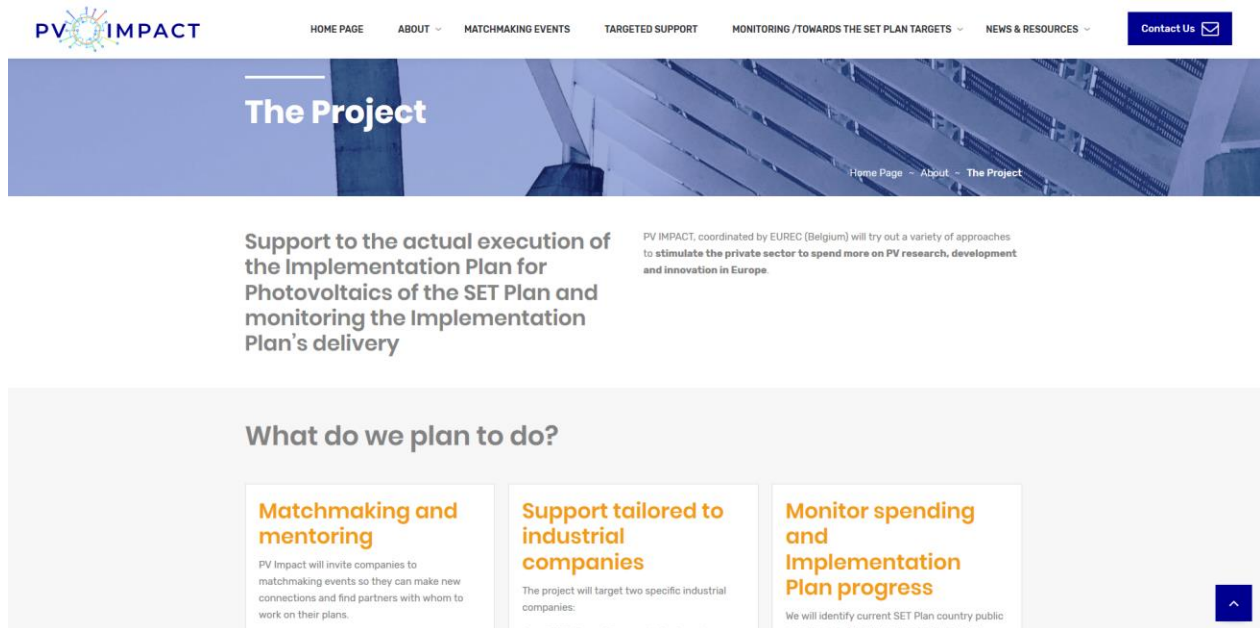 PV IMPACT
HOME PAGE
ABOUT
MATCHMAKING EVENTS
TARGETED SUPPORT
MONITORING /TOWARDS THE SET PLAN TARGETS
NEWS & RESOURCES
Contact Us
The Project
Home Page ~ About ~ The Project
Support to the actual execution of
the Implementation Plan for
Photovoltaics of the SET Plan and
monitoring the Implementation
Plan's delivery
PV IMPACT, coordinated by EUREC (Belgium) will try out a variety of approaches
to stimulate the private sector to spend more on PV research, development
and innovation in Europe.
What do we plan to do?
Matchmaking and
mentoring
PV Impact will invite companies to
matchmaking events so they can make new
connections and find partners with whom to
work on their plans.
Support tailored to
industrial
companies
The project will target two specific industrial
companies:
Monitor spending
and
Implementation
Plan progress
We will identify current SET Plan country public